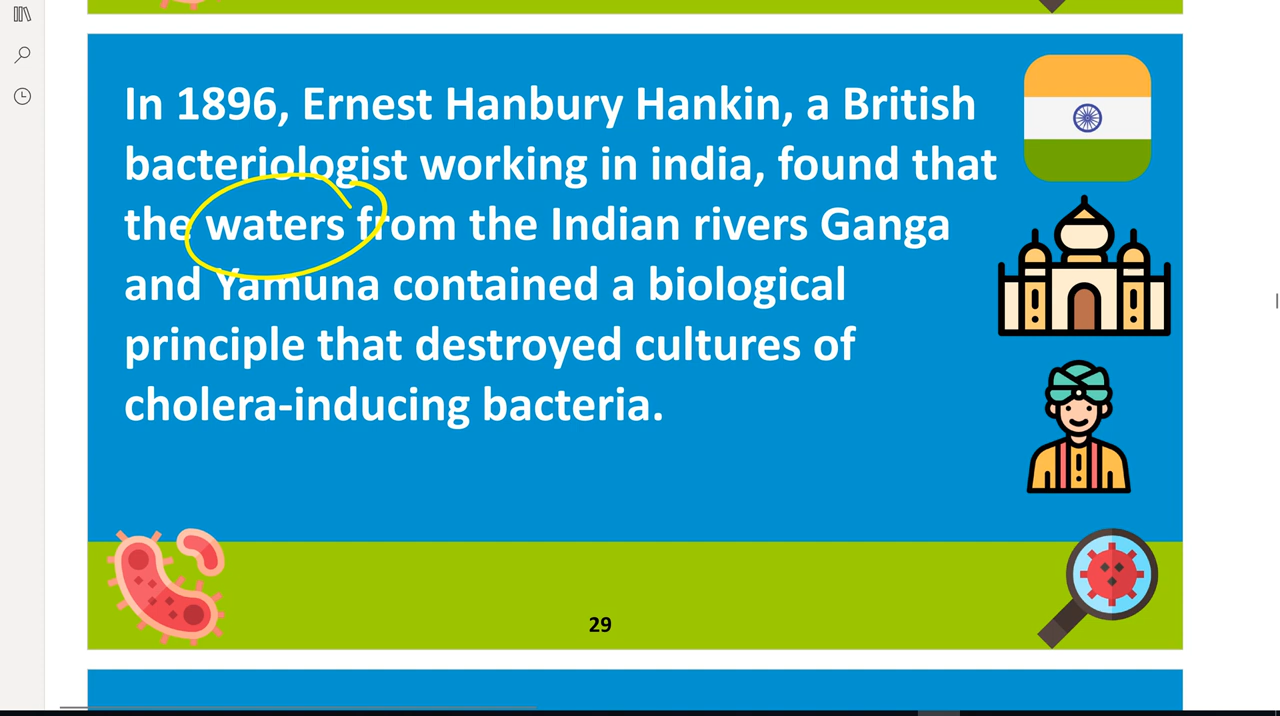 In 1896, Ernest Hanbury Hankin, a British
bacteriologist working in india, found that
the waters from the Indian rivers Ganga
and Yamuna contained a biological
principle that destroyed cultures of
cholera-inducing bacteria.
29